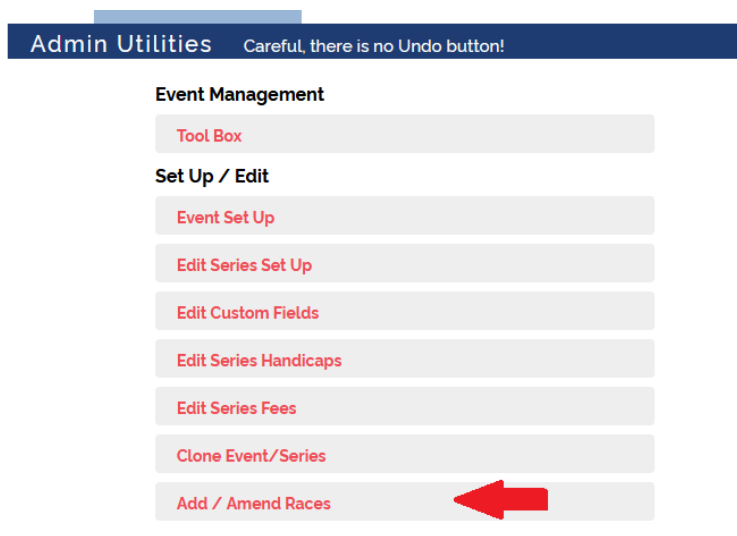 Admin Utilities Careful, there is no Undo button!
Event Management
Tool Box
Set Up / Edit
Event Set Up
Edit Series Set Up
Edit Custom Fields
Edit Series Handicaps
Edit Series Fees
Clone Event/Series
Add / Amend Races